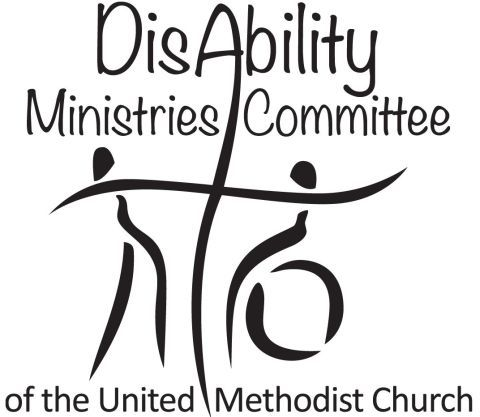 DisAbility
Ministries Committee
of the United Methodist Church